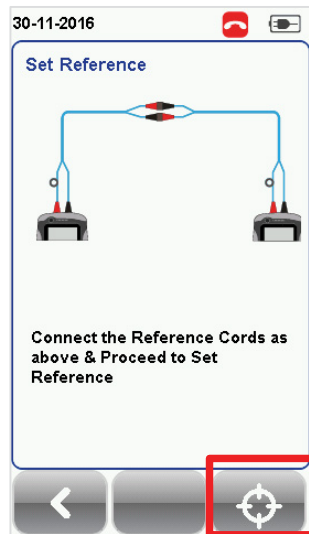 30-11-2016
Set Reference
Connect the Reference Cords as
above & Proceed to Set
Reference